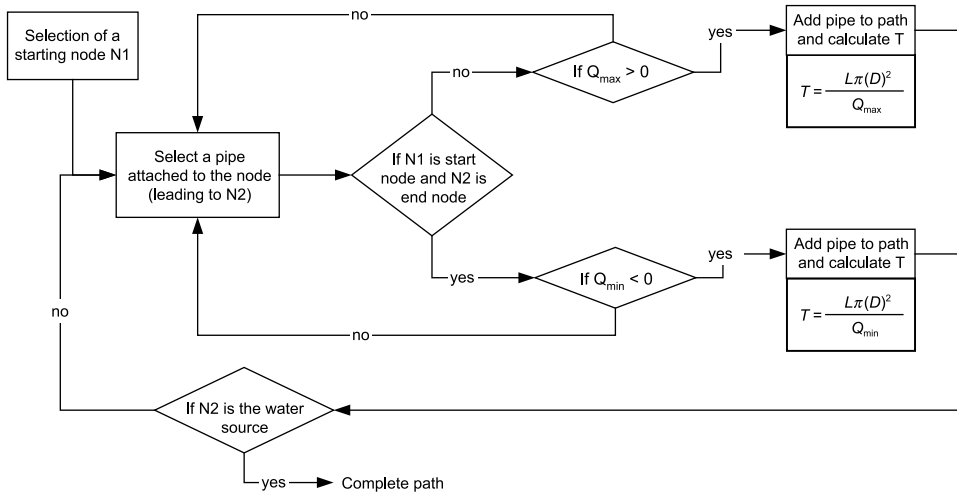 Selection of a
starting node N1
no
If Qmax > 0
yes
Add pipe to path
and calculate T
T = Lπ(D)² / Qmax
no
Select a pipe
attached to the node
(leading to N2)
If N1 is start
node and N2 is
end node
yes
If Qmin < 0
yes
Add pipe to path
and calculate T
T = Lπ(D)² / Qmin
no
no
If N2 is the water
source
yes
Complete path